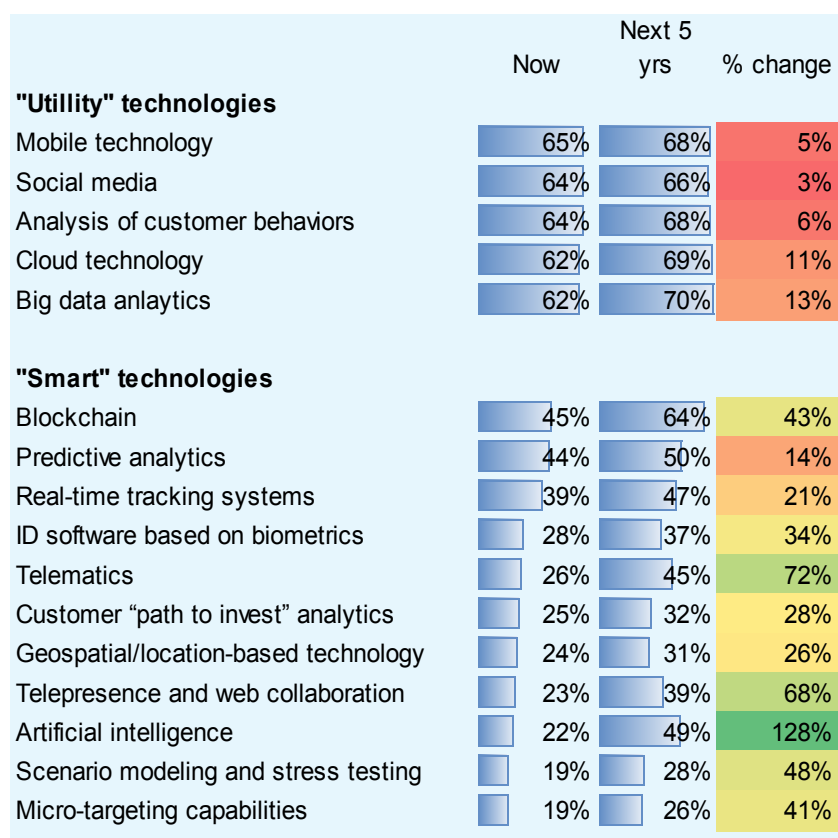 Next 5
Now yrs % change
"Utillity" technologies
Mobile technology 65% 68% 5%
Social media 64% 66% 3%
Analysis of customer behaviors 64% 68% 6%
Cloud technology 62% 69% 11%
Big data anlaytics 62% 70% 13%
"Smart" technologies
Blockchain 45% 64% 43%
Predictive analytics 44% 50% 14%
Real-time tracking systems 39% 47% 21%
ID software based on biometrics 28% 37% 34%
Telematics 26% 45% 72%
Customer “path to invest” analytics 25% 32% 28%
Geospatial/location-based technology 24% 31% 26%
Telepresence and web collaboration 23% 39% 68%
Artificial intelligence 22% 49% 128%
Scenario modeling and stress testing 19% 28% 48%
Micro-targeting capabilities 19% 26% 41%